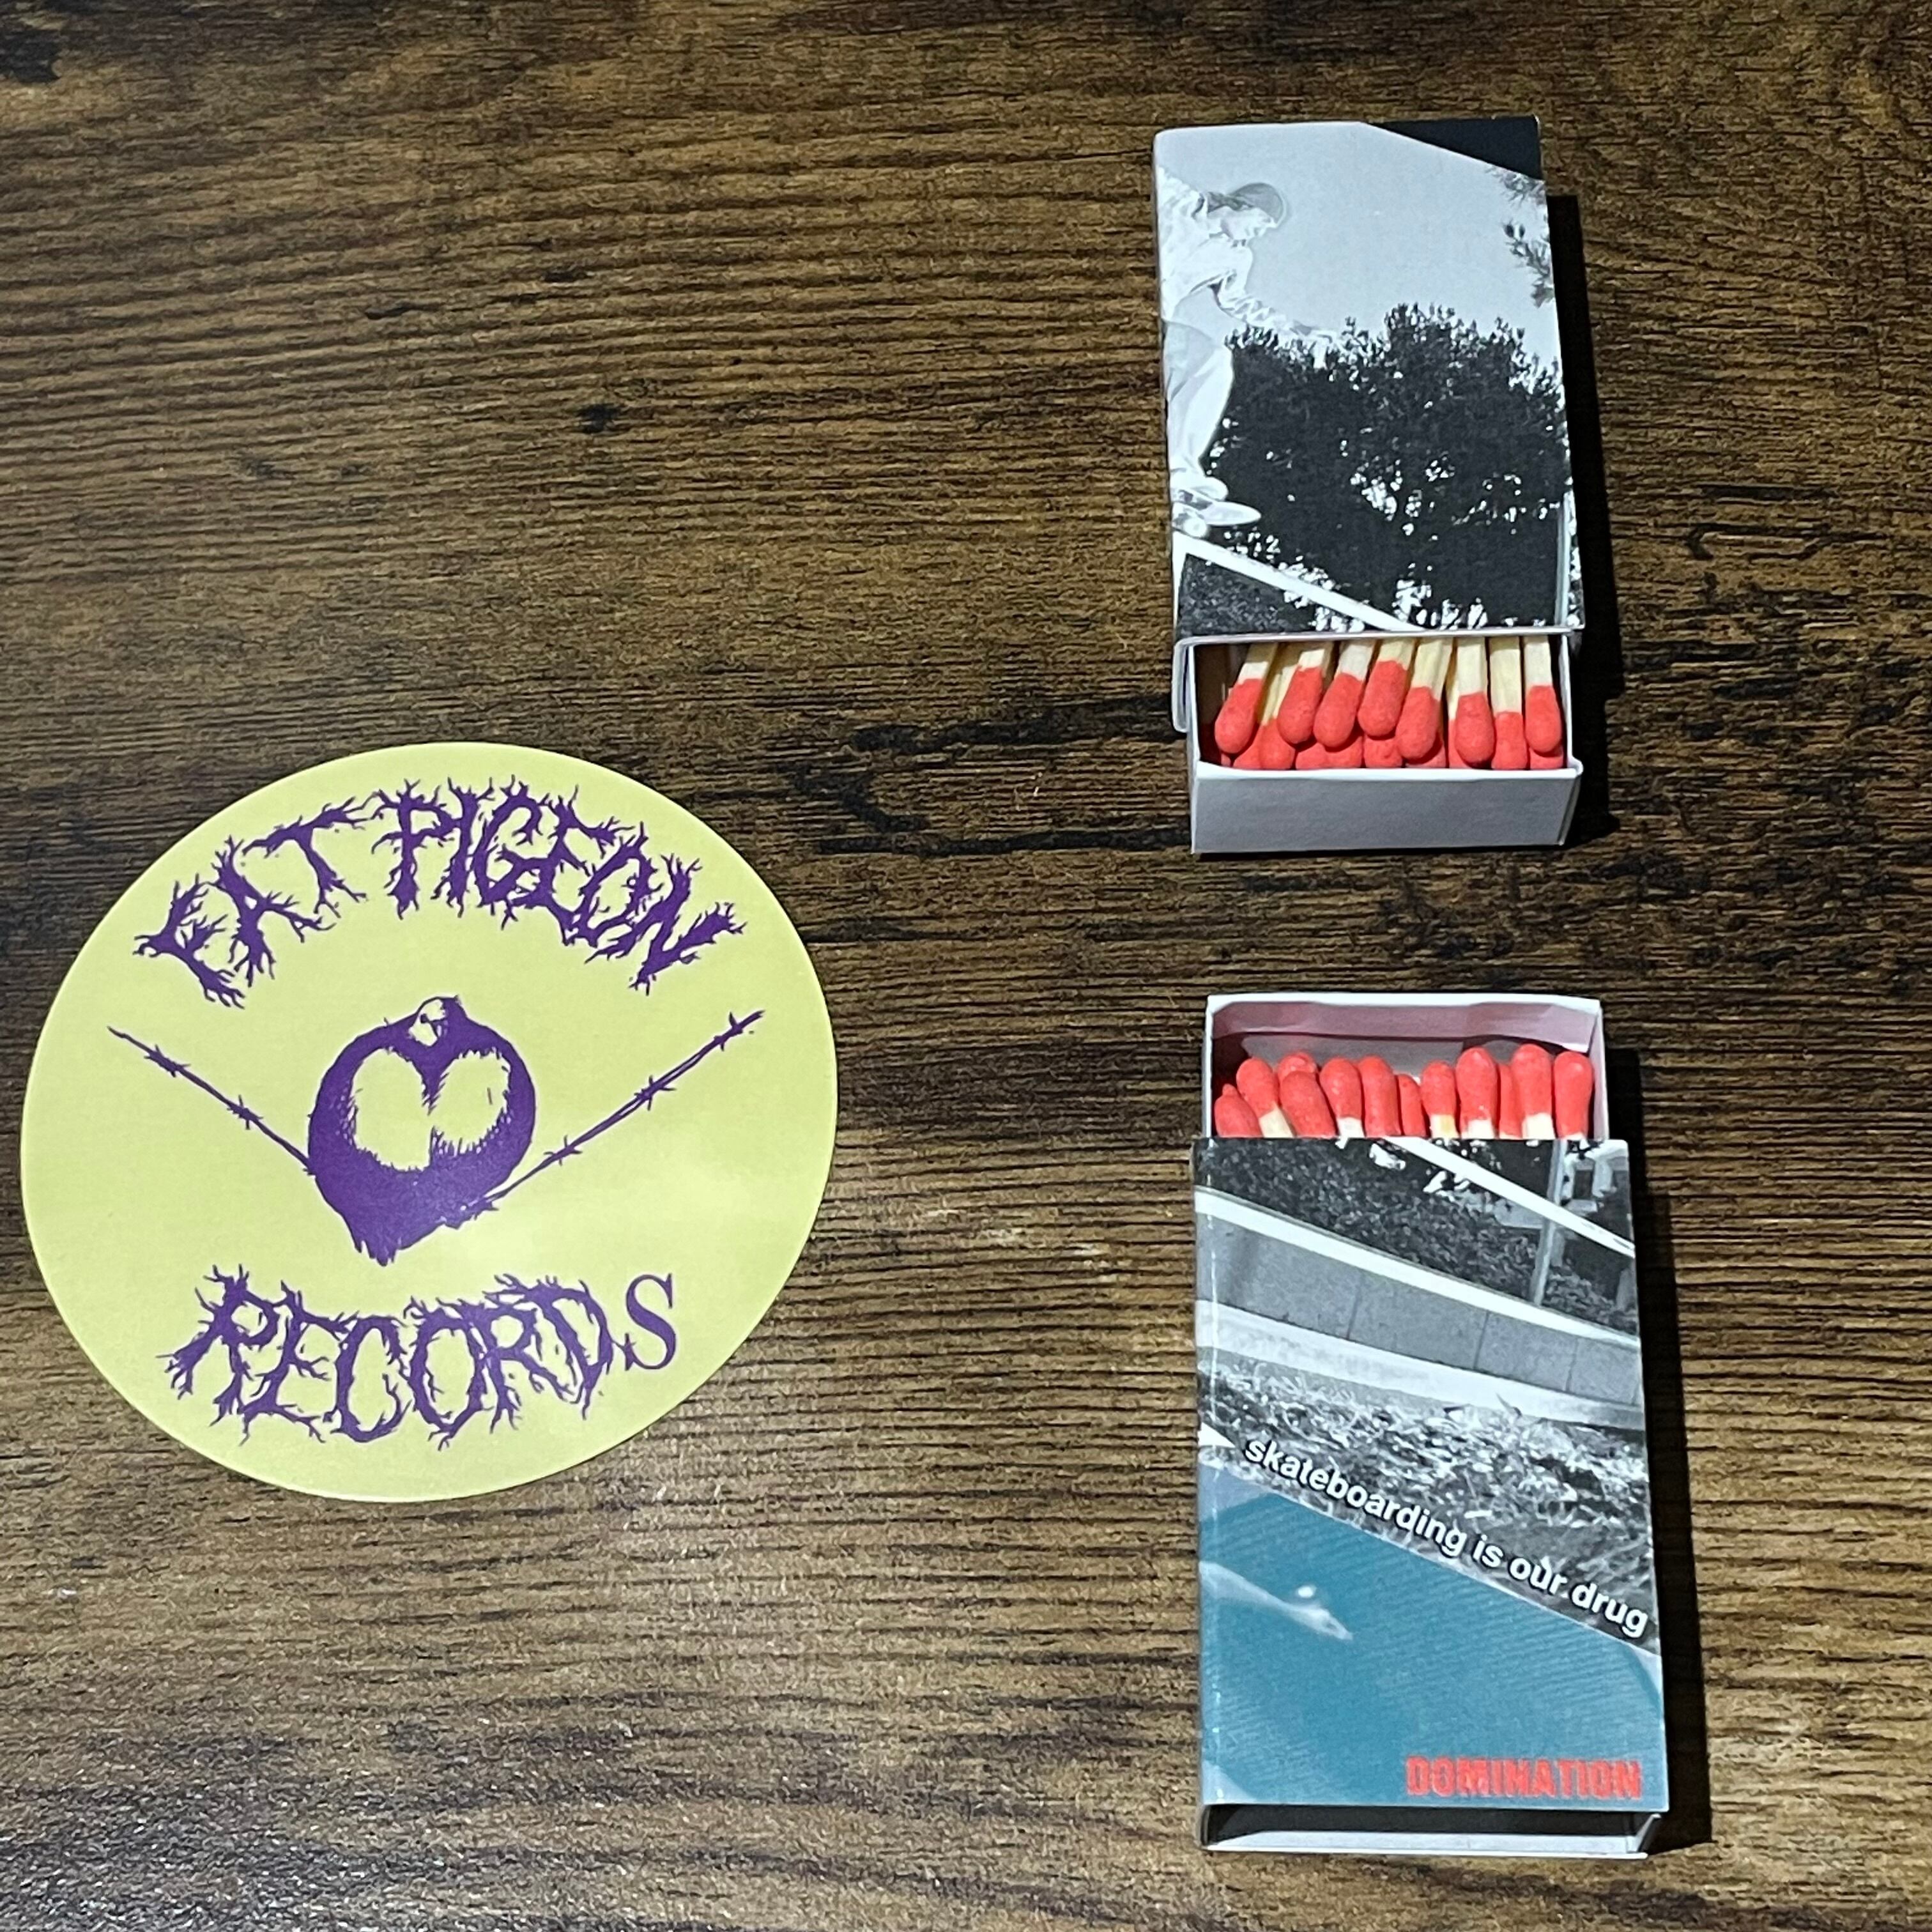 EAT PIGEON
RECORDS
skateboarding is our drug
DOMINATION